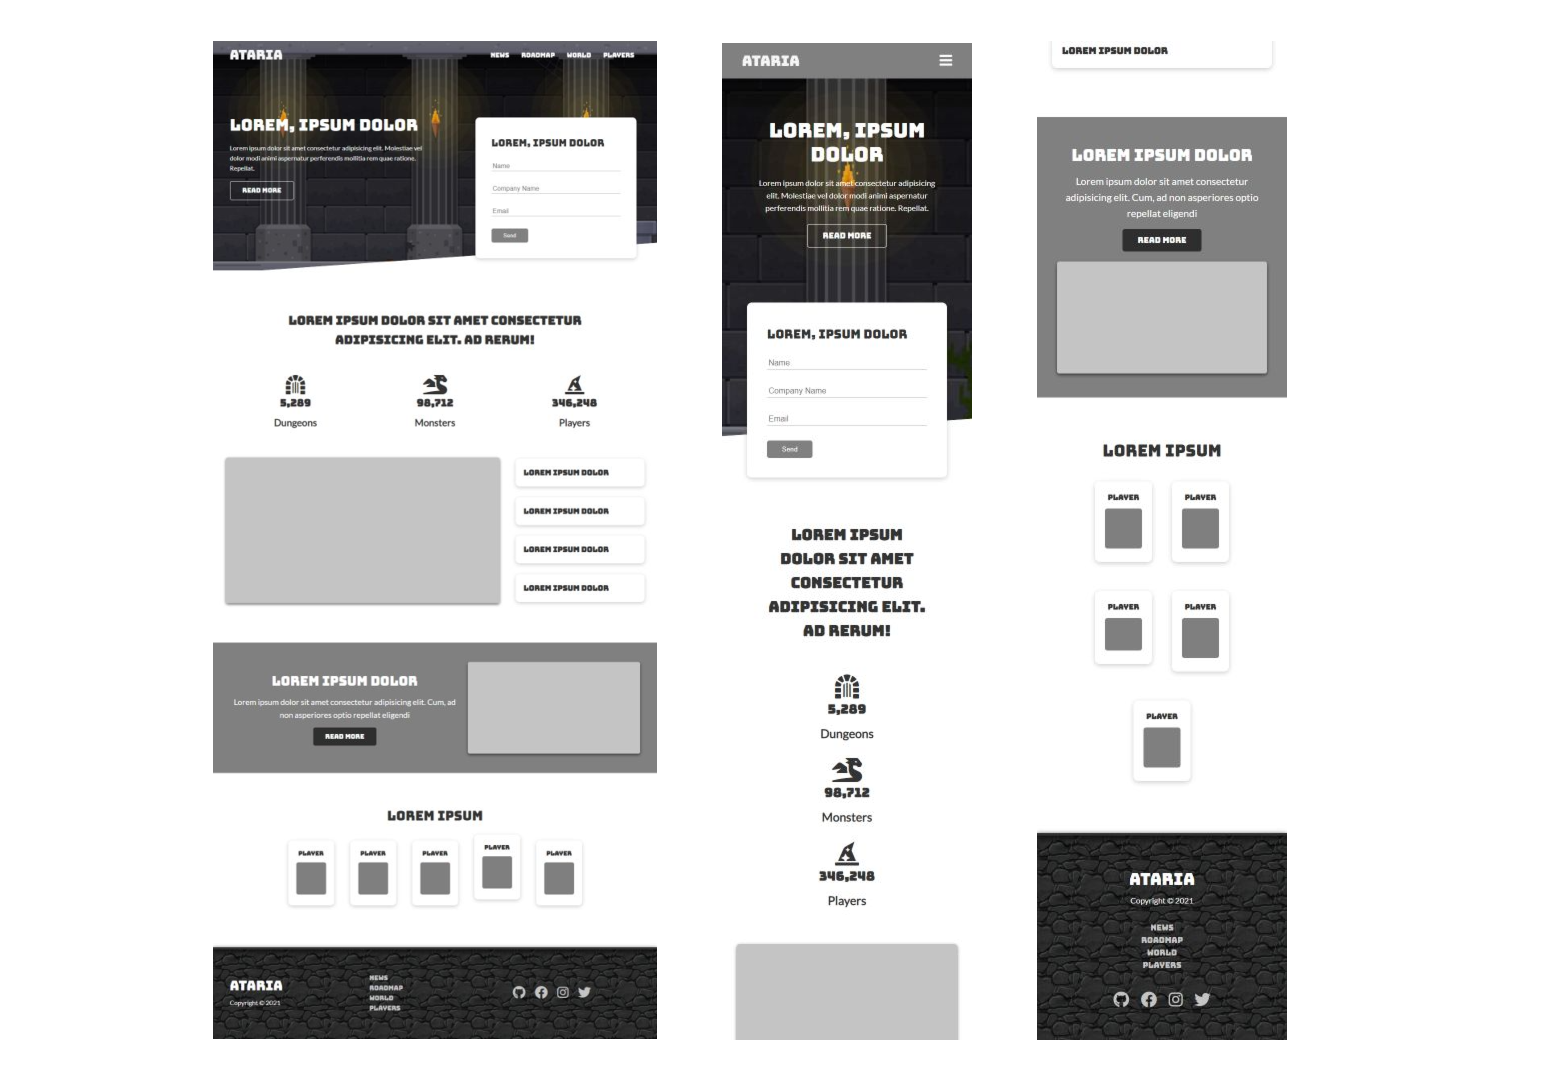 ATARIA
NEWS ROADMAP WORLD PLAYERS
LOREM, IPSUM DOLOR
Lorem ipsum dolor sit amet consectetur adipisicing elit. Molestiae vel
dolor modi animi aspernatur perferendis mollitia rem quae ratione.
Repellat.
READ MORE
LOREM, IPSUM DOLOR
Name
Company Name
Email
Send
LOREM IPSUM DOLOR SIT AMET CONSECTETUR
ADIPISICING ELIT. AD RERUM!
5,289
Dungeons
98,712
Monsters
346,248
Players
LOREM IPSUM DOLOR
LOREM IPSUM DOLOR
LOREM IPSUM DOLOR
LOREM IPSUM DOLOR
LOREM IPSUM DOLOR
Lorem ipsum dolor sit amet consectetur adipisicing elit. Cum, ad
non asperiores optio repellat eligendi
READ MORE
LOREM IPSUM
PLAYER PLAYER PLAYER PLAYER PLAYER
ATARIA
Copyright © 2021
NEWS
ROADMAP
WORLD
PLAYERS
ATARIA
LOREM, IPSUM
DOLOR
Lorem ipsum dolor sit amet consectetur adipisicing
elit. Molestiae vel dolor modi animi aspernatur
perferendis mollitia rem quae ratione. Repellat.
READ MORE
LOREM, IPSUM DOLOR
Name
Company Name
Email
Send
LOREM IPSUM
DOLOR SIT AMET
CONSECTETUR
ADIPISICING ELIT.
AD RERUM!
5,289
Dungeons
98,712
Monsters
346,248
Players
LOREM IPSUM DOLOR
LOREM IPSUM DOLOR
Lorem ipsum dolor sit amet consectetur
adipisicing elit. Cum, ad non asperiores optio
repellat eligendi
READ MORE
LOREM IPSUM
PLAYER PLAYER
PLAYER PLAYER
PLAYER
ATARIA
Copyright © 2021
NEWS
ROADMAP
WORLD
PLAYERS